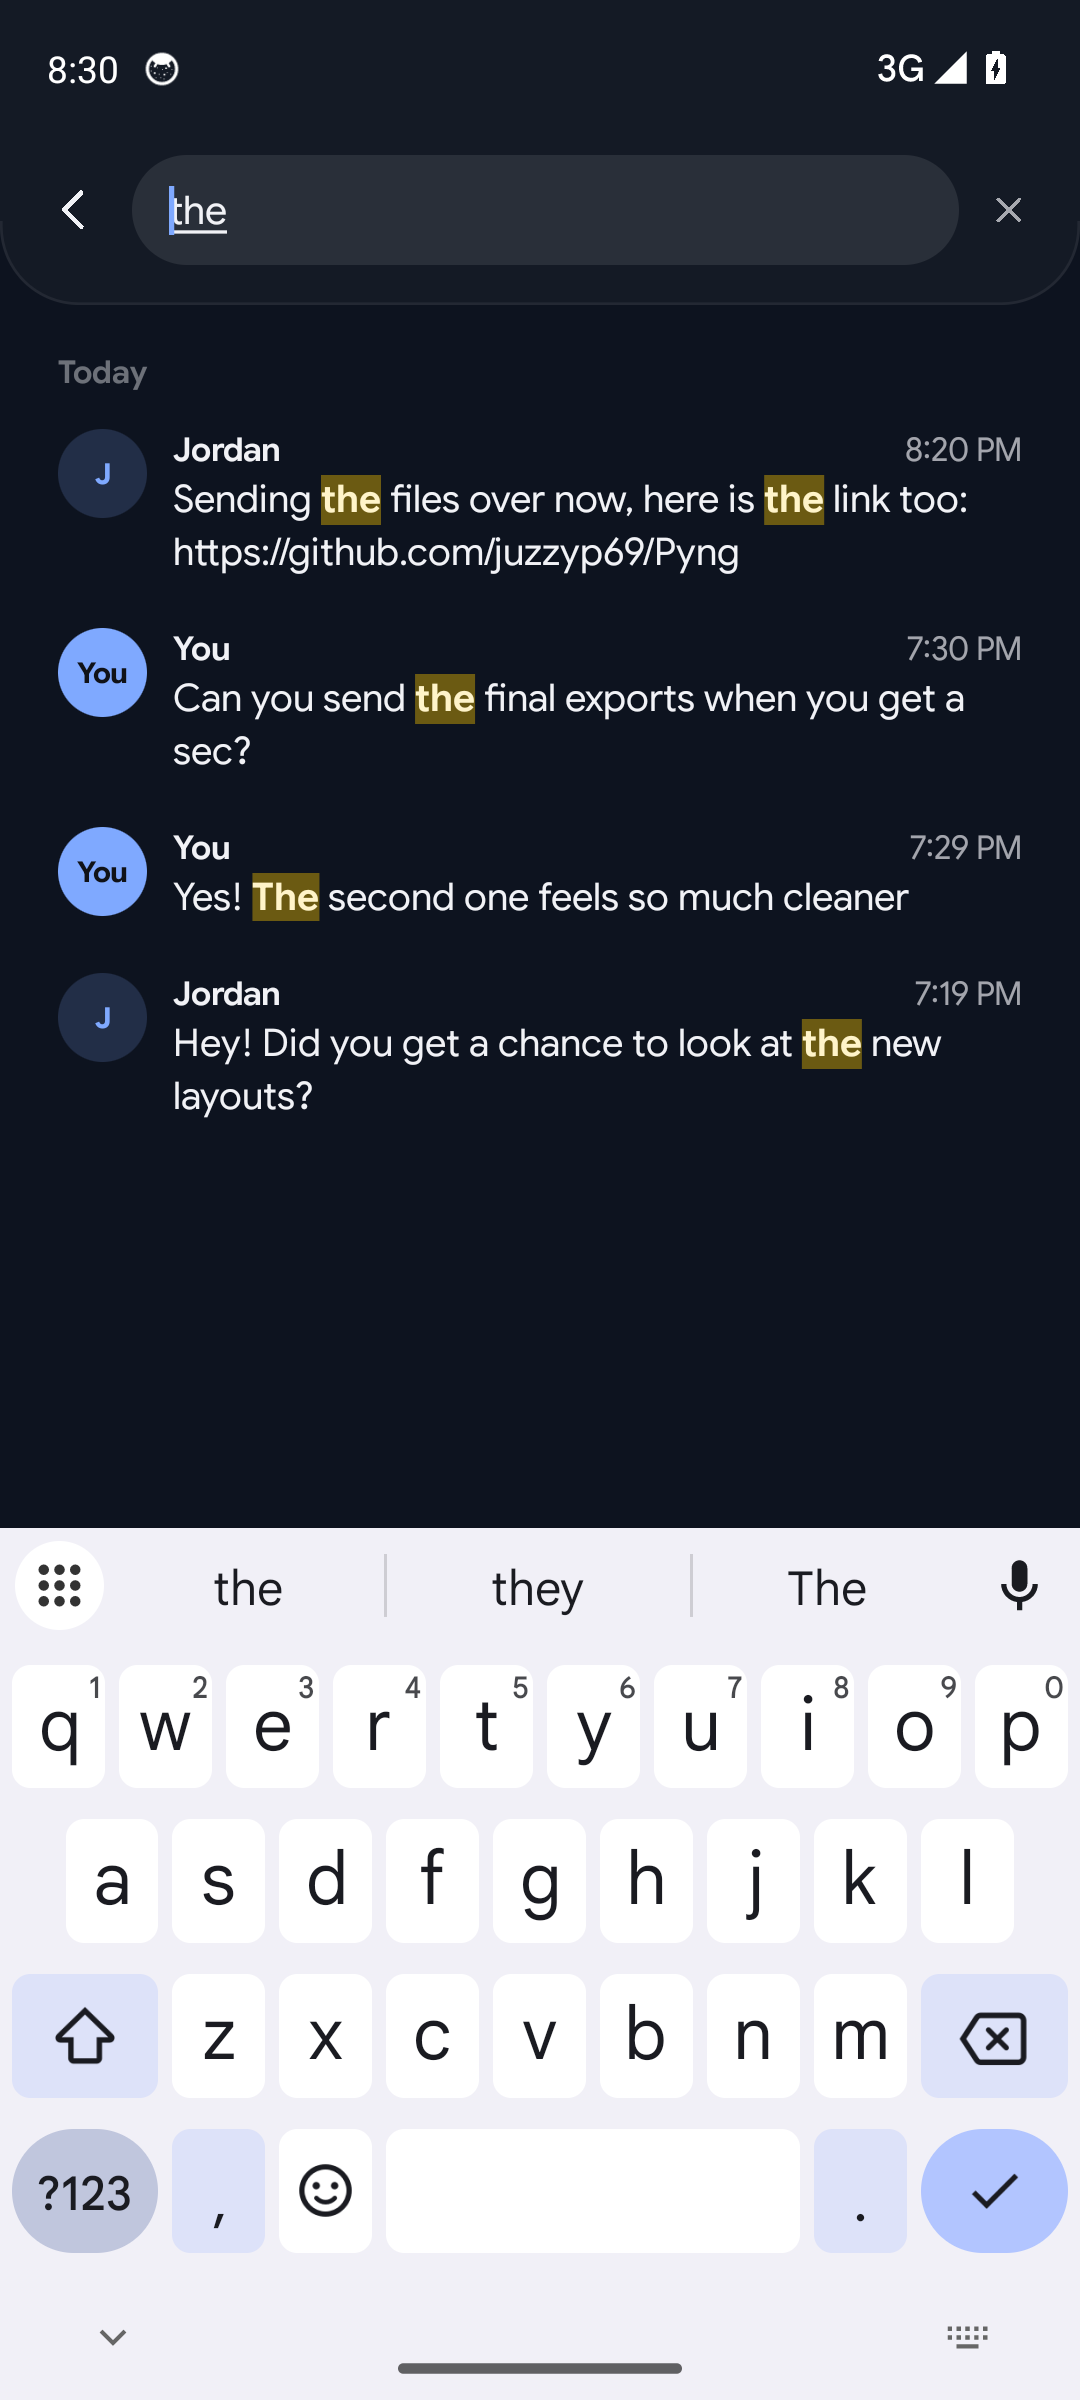 8:30
3G
the
Today
Jordan
8:20 PM
Sending the files over now, here is the link too:
https://github.com/juzzyp69/Pyng
J
You
7:30 PM
Can you send the final exports when you get a
sec?
You
You
7:29 PM
Yes! The second one feels so much cleaner
You
Jordan
7:19 PM
Hey! Did you get a chance to look at the new
layouts?
J
the they The
1 2 3 4 5 6 7 8 9 0
q w e r t y u i o p
a s d f g h j k l
z x c v b n m
?123 , .